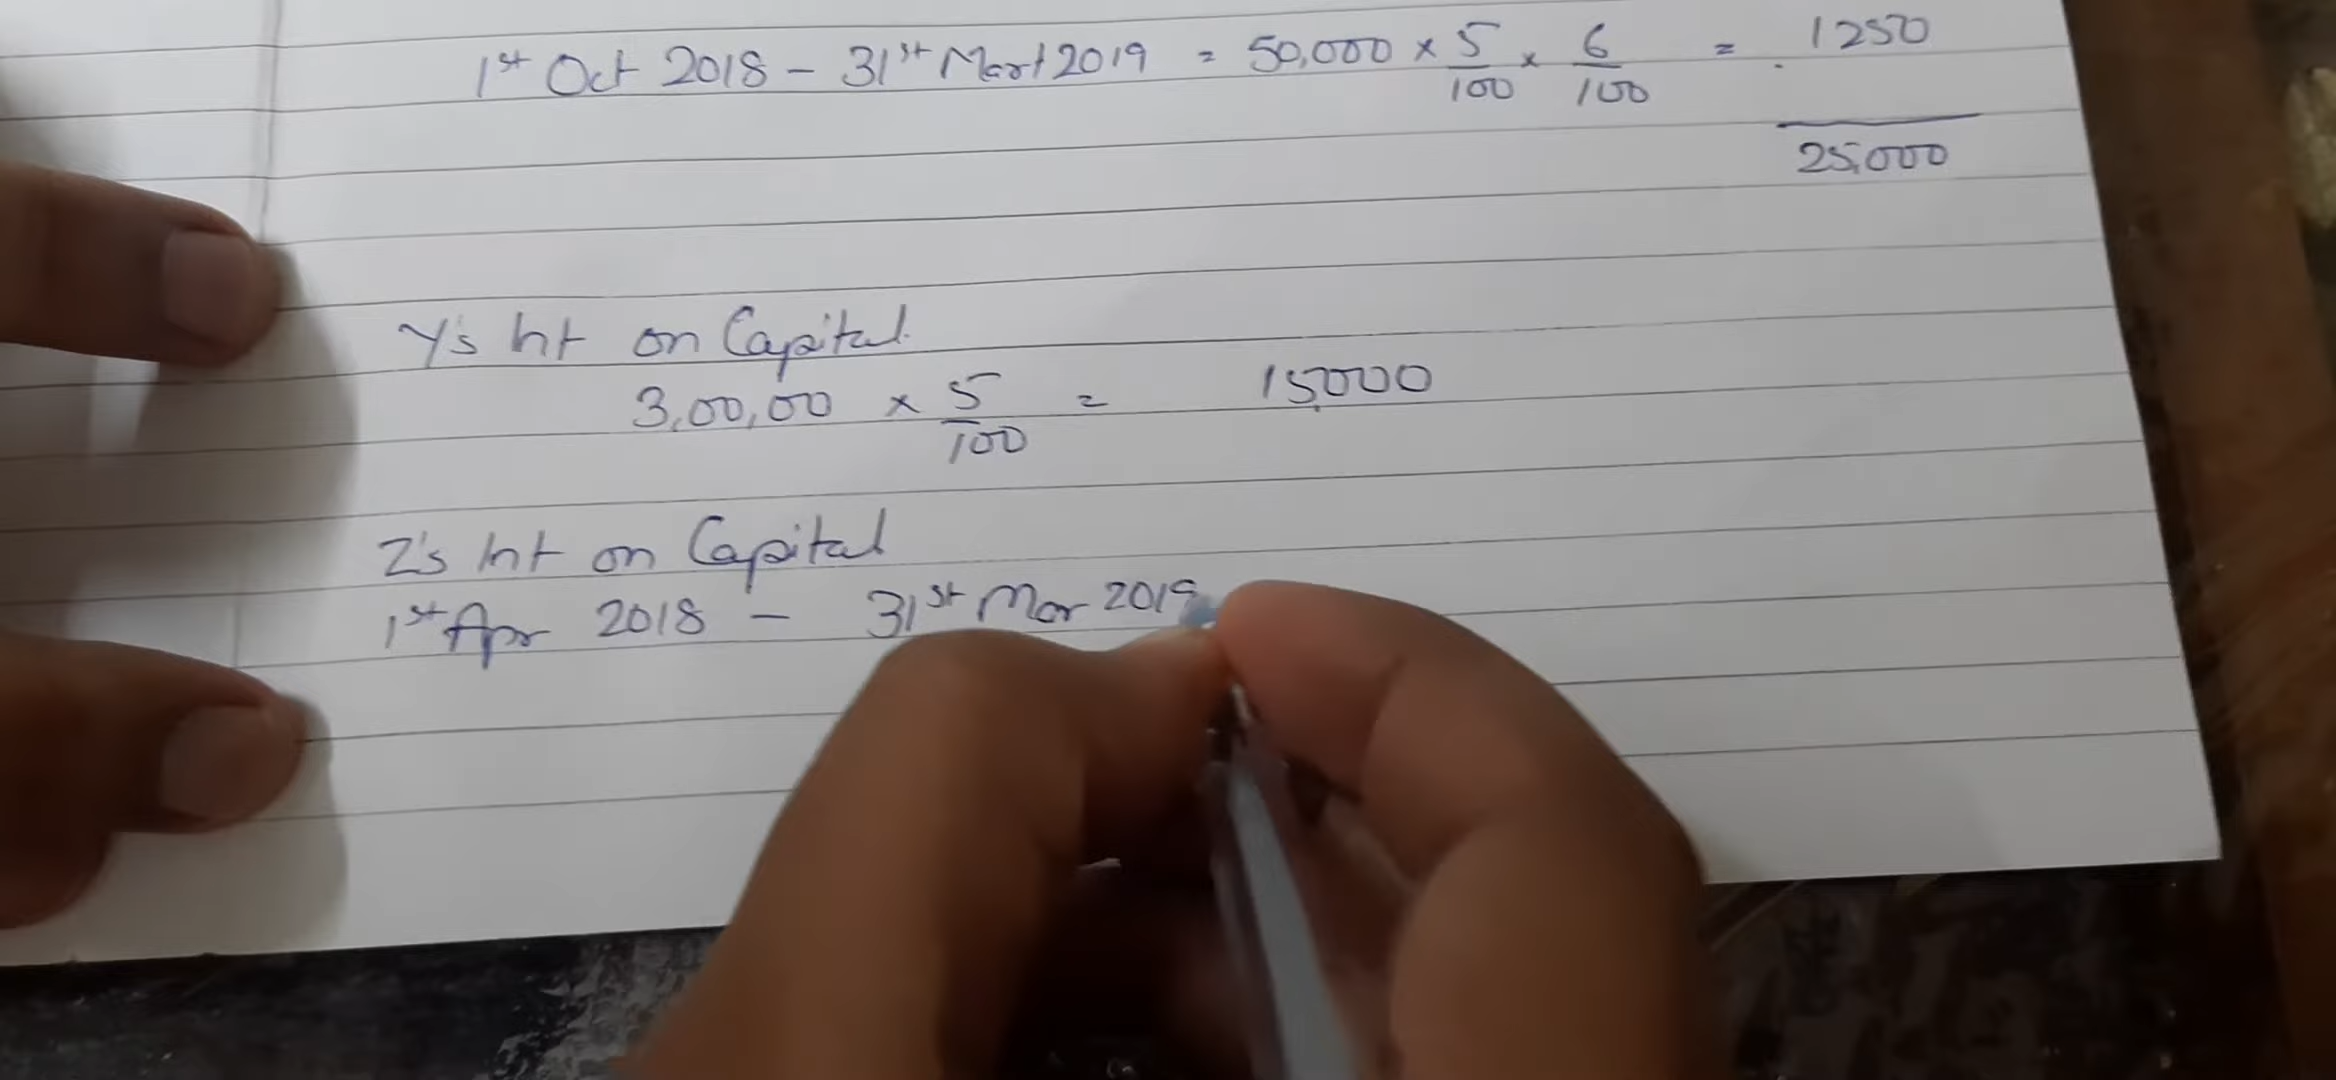 1st Oct 2018 - 31st Mart 2019 = 50,000 × 5/100 × 6/100 = 1250
25,000
Y's Int on Capital.
3,00,00 × 5/100 = 15,000
Z's Int on Capital
1st Apr 2018 - 31st Mar 2019